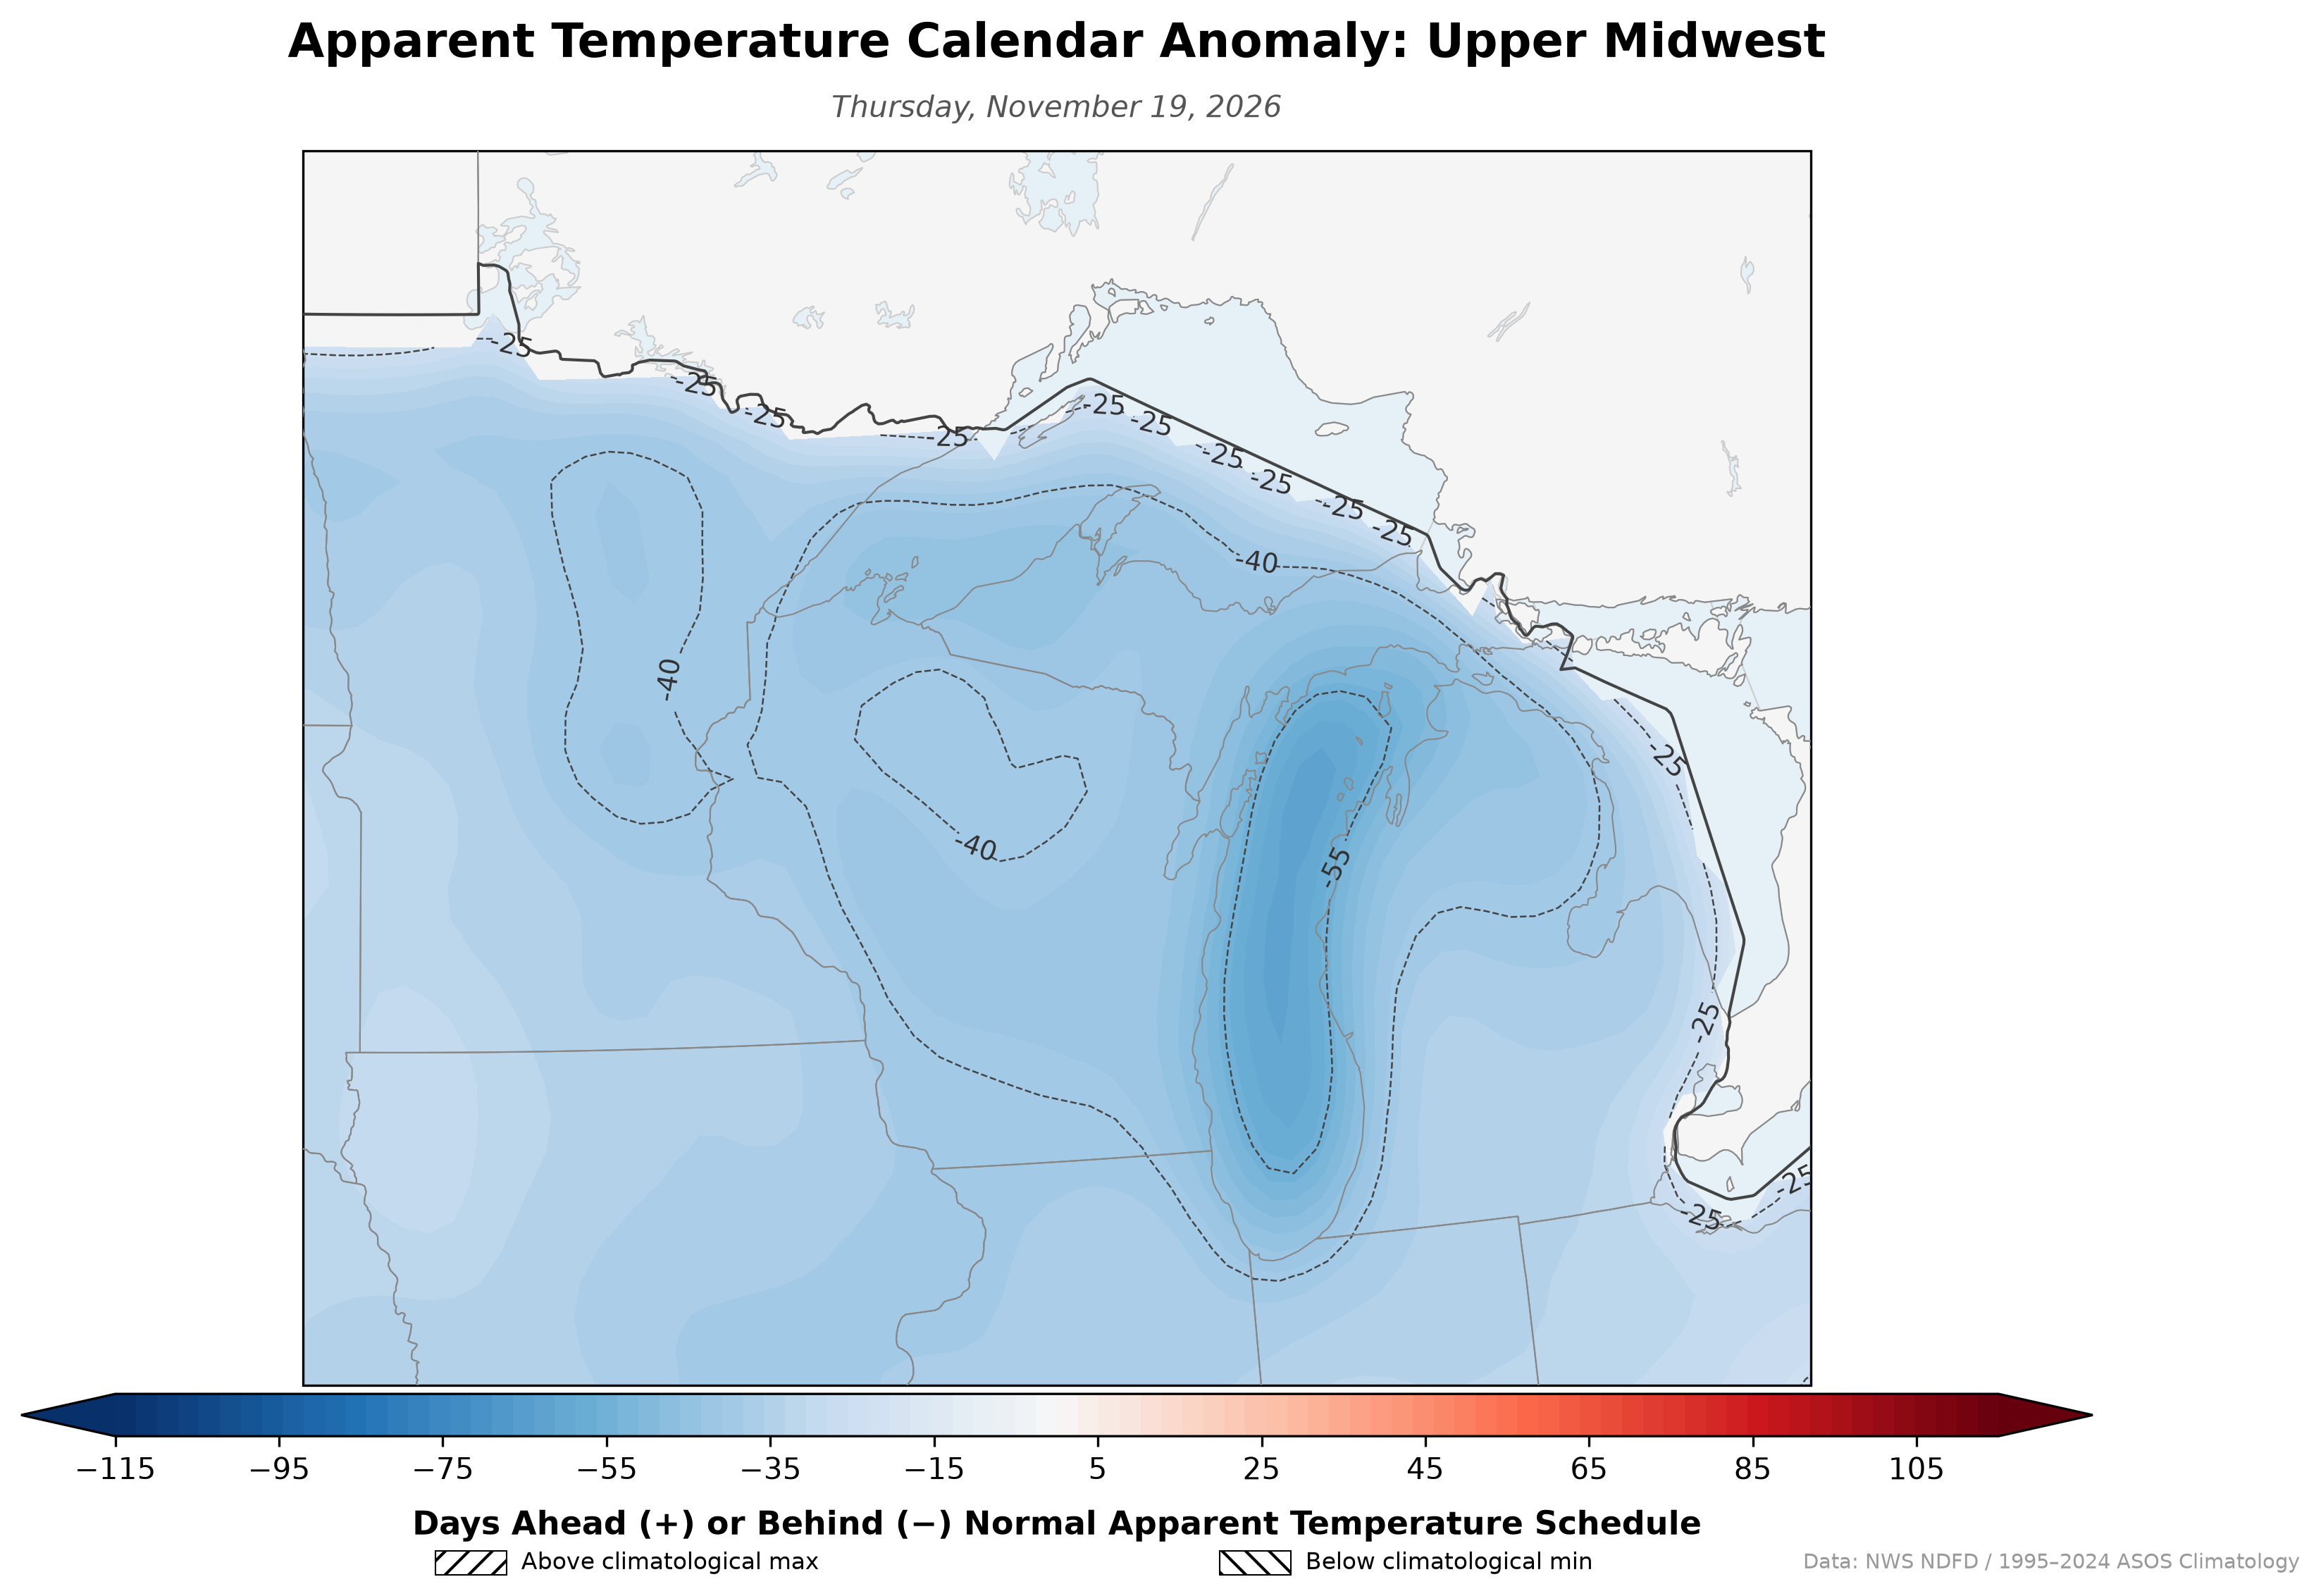 Apparent Temperature Calendar Anomaly: Upper Midwest
Thursday, November 19, 2026
-25
-25
-25
-25
-25
-25
-25
-25
-25
-25
-40
-40
-25
-40
-55
-25
-25
-25
−115 −95 −75 −55 −35 −15 5 25 45 65 85 105
Days Ahead (+) or Behind (−) Normal Apparent Temperature Schedule
Above climatological max
Below climatological min
Data: NWS NDFD / 1995–2024 ASOS Climatology